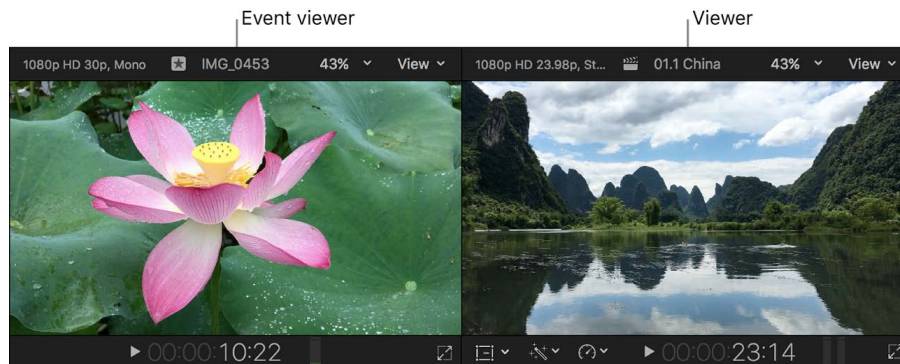 Event viewer
Viewer
1080p HD 30p, Mono IMG_0453 43% View
1080p HD 23.98p, St... 01.1 China 43% View
00:00:10:22
00:00:23:14